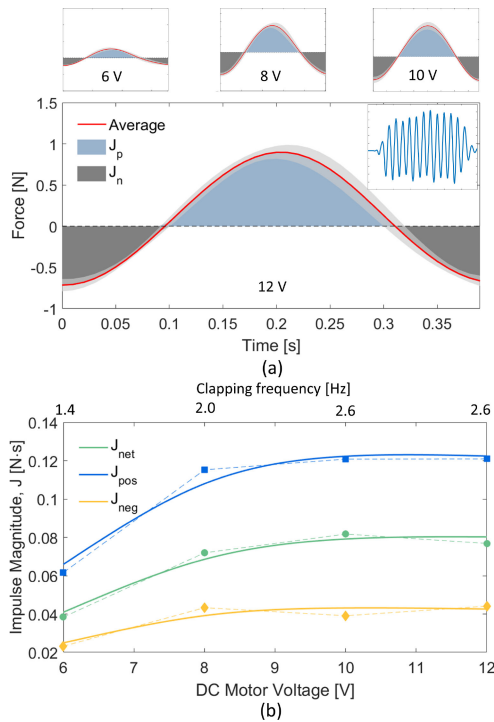 (a)
6 V
8 V
10 V
1.5
1
0.5
0
-0.5
-1
Force [N]
Average
J_p
J_n
12 V
0
0.05
0.1
0.15
0.2
0.25
0.3
0.35
Time [s]
(a)
Clapping frequency [Hz]
1.4
2.0
2.6
2.6
0.14
0.12
0.1
0.08
0.06
0.04
0.02
Impulse Magnitude, J [N·s]
J_net
J_pos
J_neg
6
7
8
9
10
11
12
DC Motor Voltage [V]
(b)